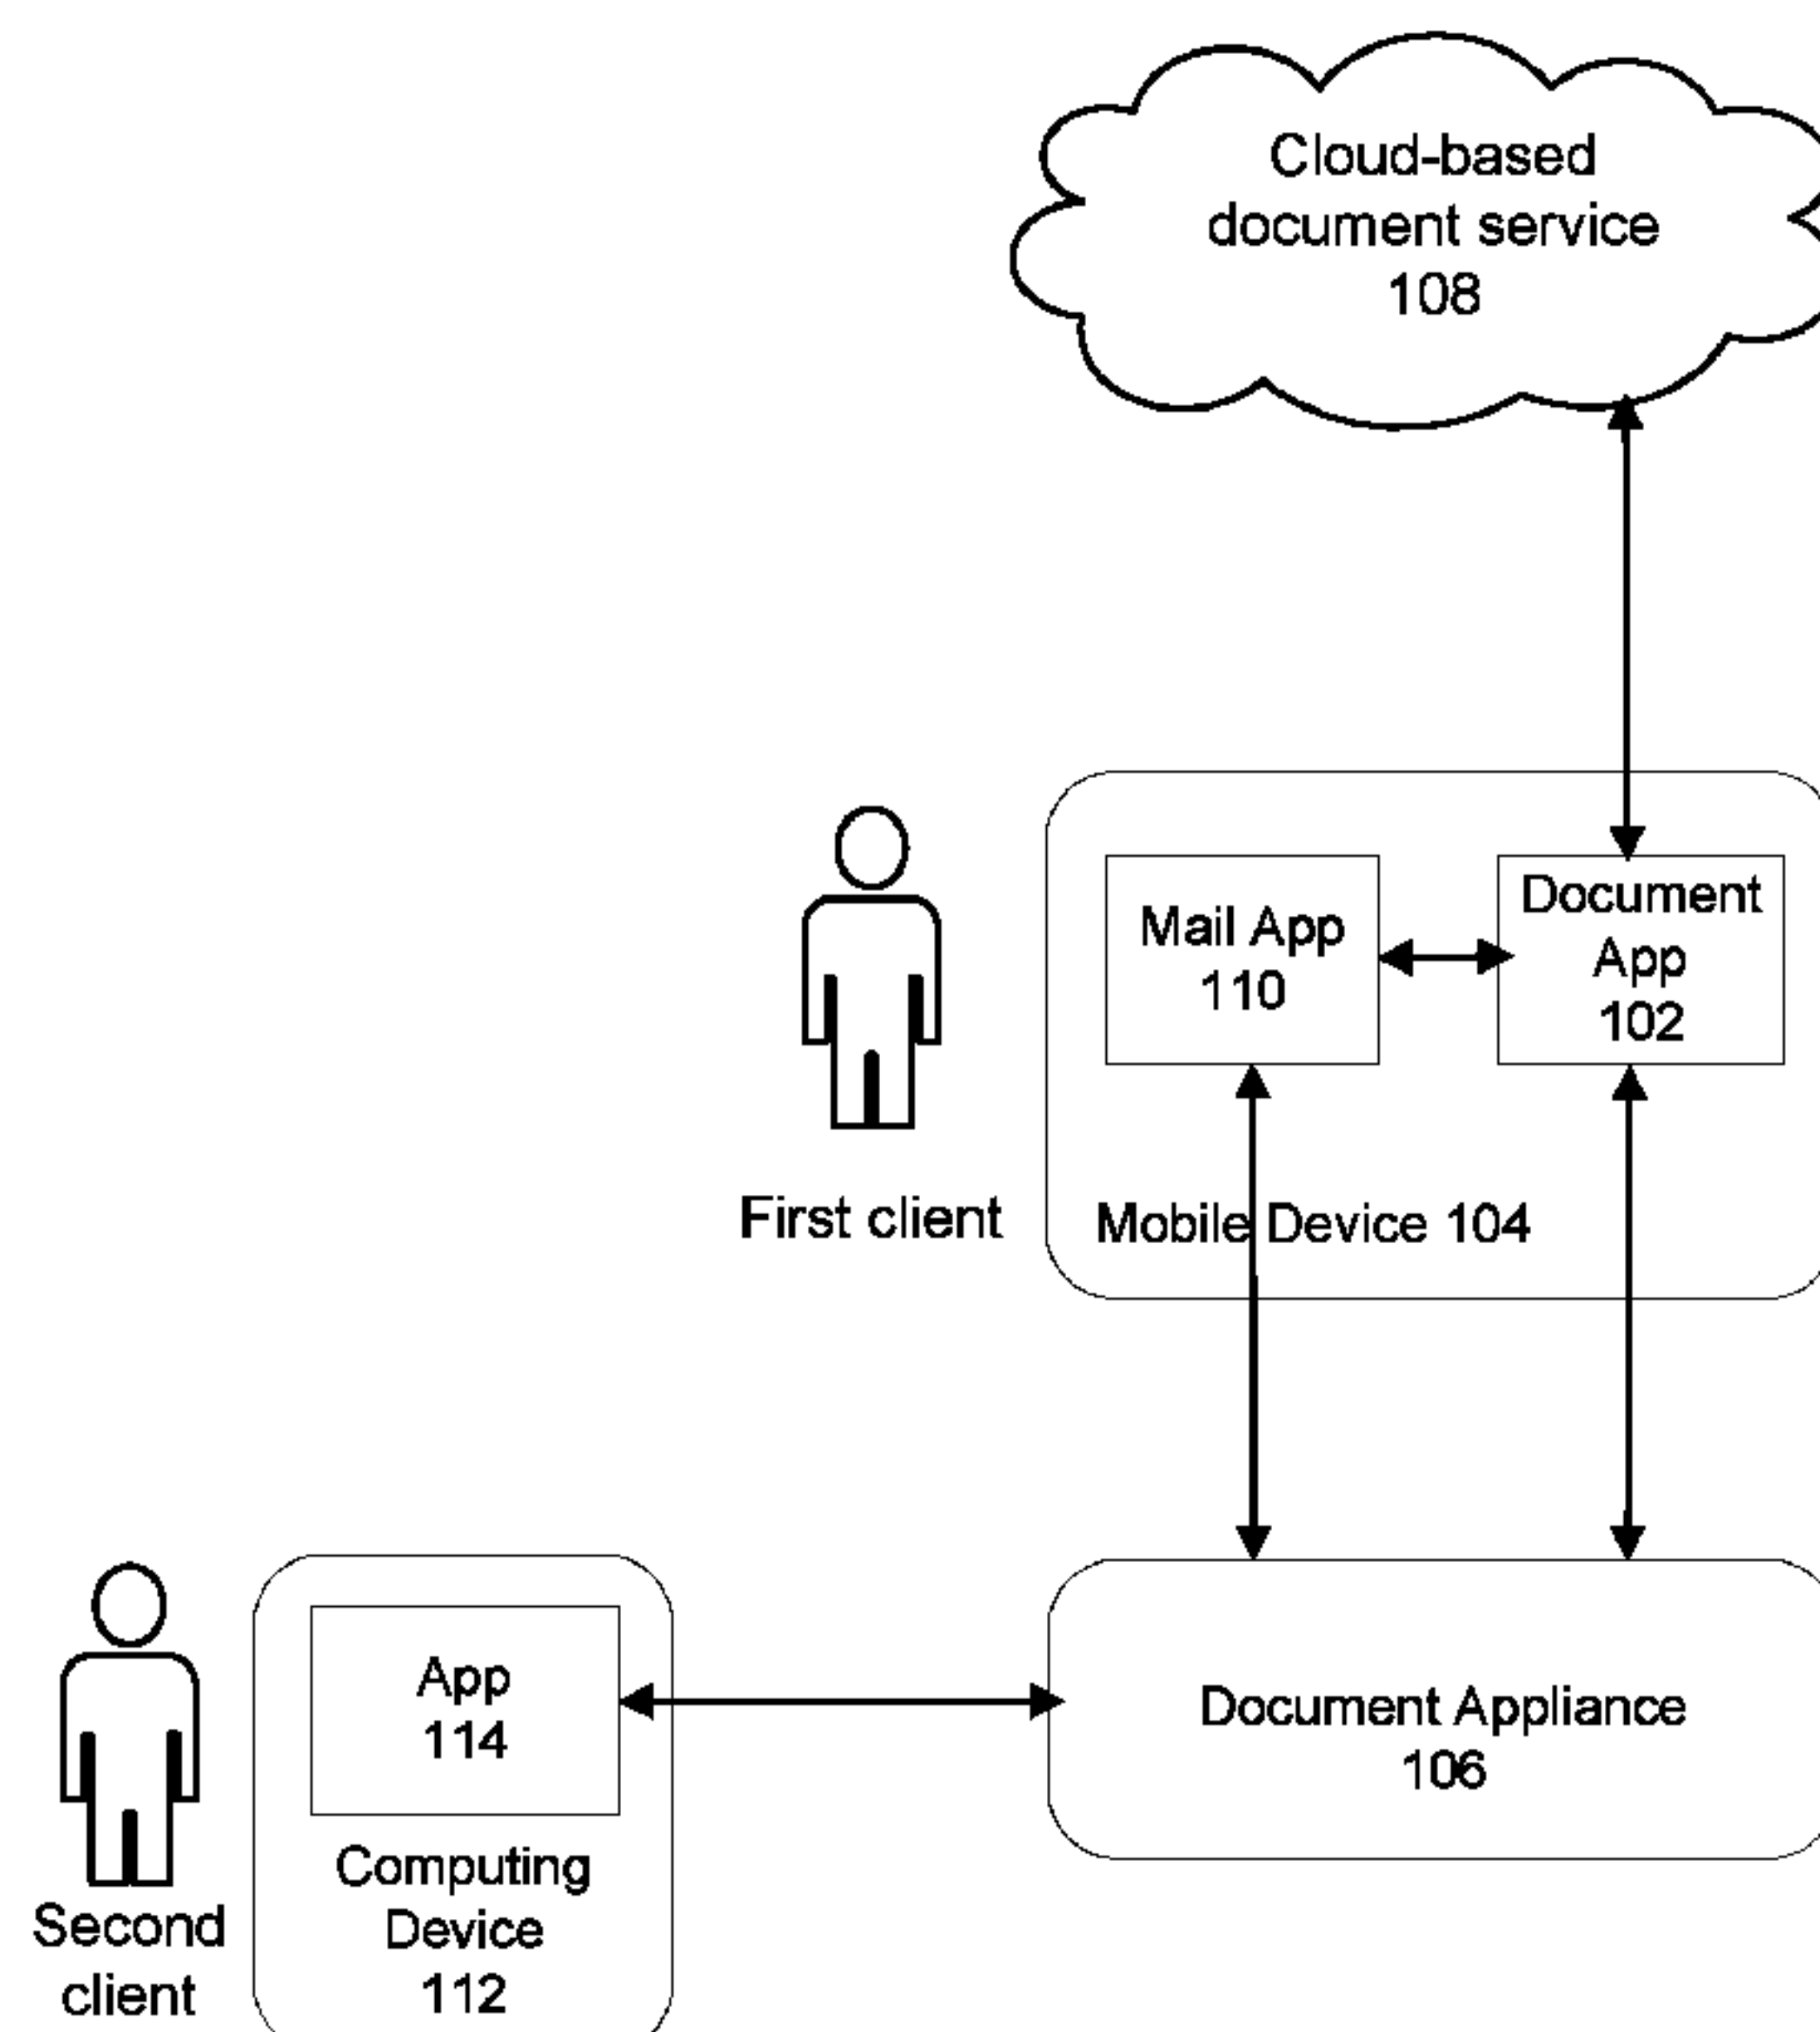 Cloud-based
document service
108
Mail App
110
Document
App
102
First client
Mobile Device 104
App
114
Document Appliance
106
Computing
Device
112
Second
client